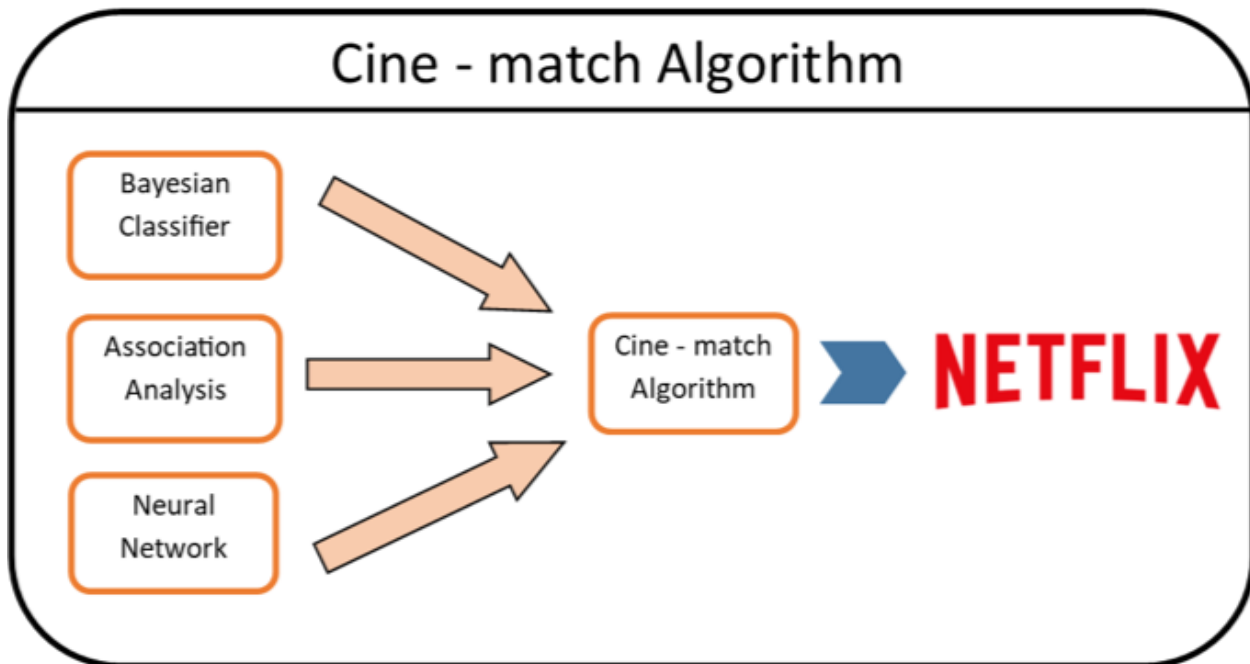 Cine - match Algorithm
Bayesian
Classifier
Association
Analysis
Neural
Network
Cine - match
Algorithm
NETFLIX